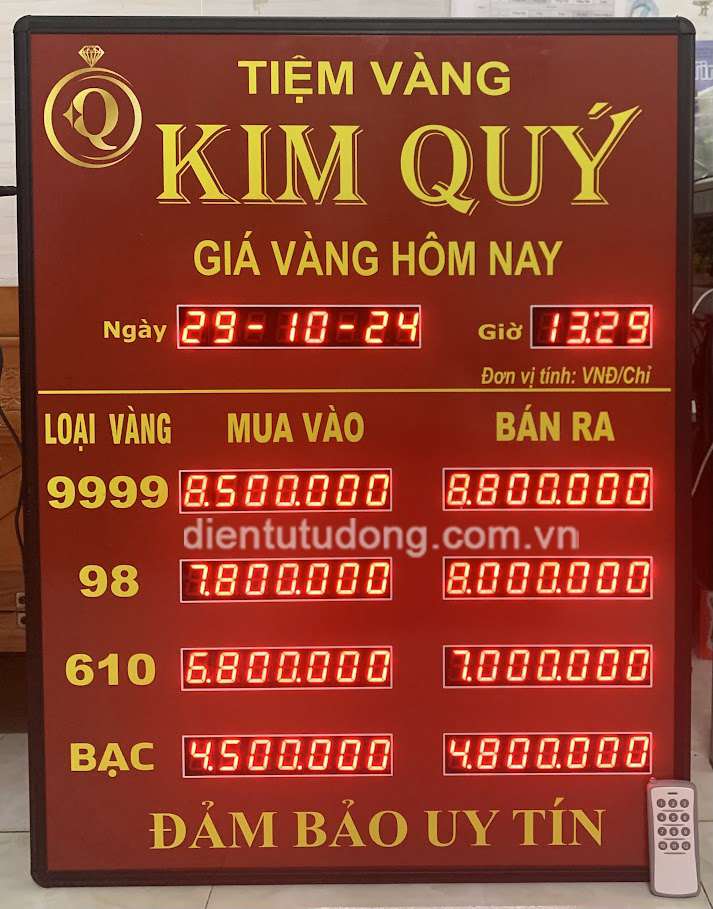 Q
TIỆM VÀNG
KIM QUÝ
GIÁ VÀNG HÔM NAY
Ngày 29-10-24 Giờ 13:29
Đơn vị tính: VNĐ/Chỉ
LOẠI VÀNG MUA VÀO BÁN RA
9999 8.500.000 8.800.000
dientutudong.com.vn
98 7.800.000 8.000.000
610 6.800.000 7.000.000
BẠC 4.500.000 4.800.000
ĐẢM BẢO UY TÍN